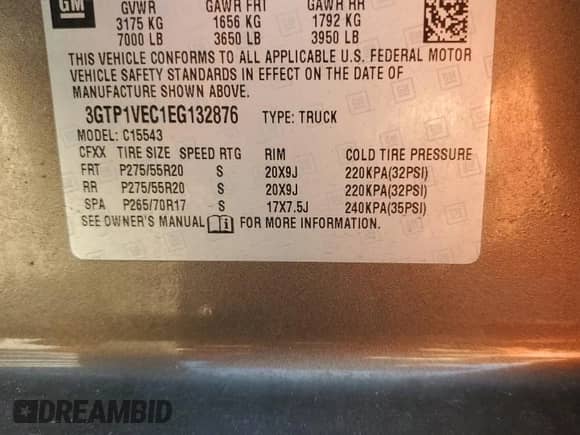 GM
GVWR GAWR FRT GAWR RR
3175 KG 1656 KG 1792 KG
7000 LB 3650 LB 3950 LB
THIS VEHICLE CONFORMS TO ALL APPLICABLE U.S. FEDERAL MOTOR
VEHICLE SAFETY STANDARDS IN EFFECT ON THE DATE OF
MANUFACTURE SHOWN ABOVE.
3GTP1VEC1EG132876 TYPE: TRUCK
MODEL: C15543
CFXX TIRE SIZE SPEED RTG RIM COLD TIRE PRESSURE
FRT P275/55R20 S 20X9J 220KPA(32PSI)
RR P275/55R20 S 20X9J 220KPA(32PSI)
SPA P265/70R17 S 17X7.5J 240KPA(35PSI)
SEE OWNER'S MANUAL i FOR MORE INFORMATION.
DREAMBID